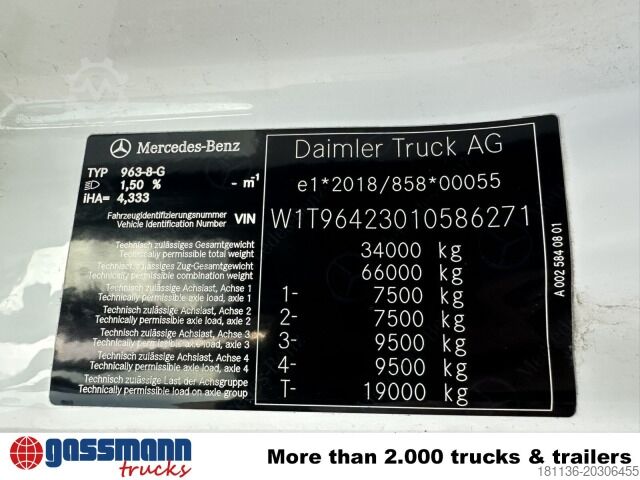 Mercedes-Benz
Daimler Truck AG
TYP 963-8-G
1,50 % - m⁻¹
e1*2018/858*00055
iHA= 4,333
Fahrzeugidentifizierungsnummer
Vehicle Identification Number VIN W1T96423010586271
Technisch zulässiges Gesamtgewicht
Technically permissible total weight 34000 kg
Technisch zulässiges Zug-Gesamtgewicht
Technically permissible combination weight 66000 kg
Technisch zulässige Achslast, Achse 1
Technically permissible axle load, axle 1 1- 7500 kg
Technisch zulässige Achslast, Achse 2
Technically permissible axle load, axle 2 2- 7500 kg
Technisch zulässige Achslast, Achse 3
Technically permissible axle load, axle 3 3- 9500 kg
Technisch zulässige Achslast, Achse 4
Technically permissible axle load, axle 4 4- 9500 kg
Technisch zulässige Last der Achsgruppe
Technically permissible load on axle group T- 19000 kg
A 002 584 08 01
gassmann
trucks
More than 2.000 trucks & trailers
181136-20306455